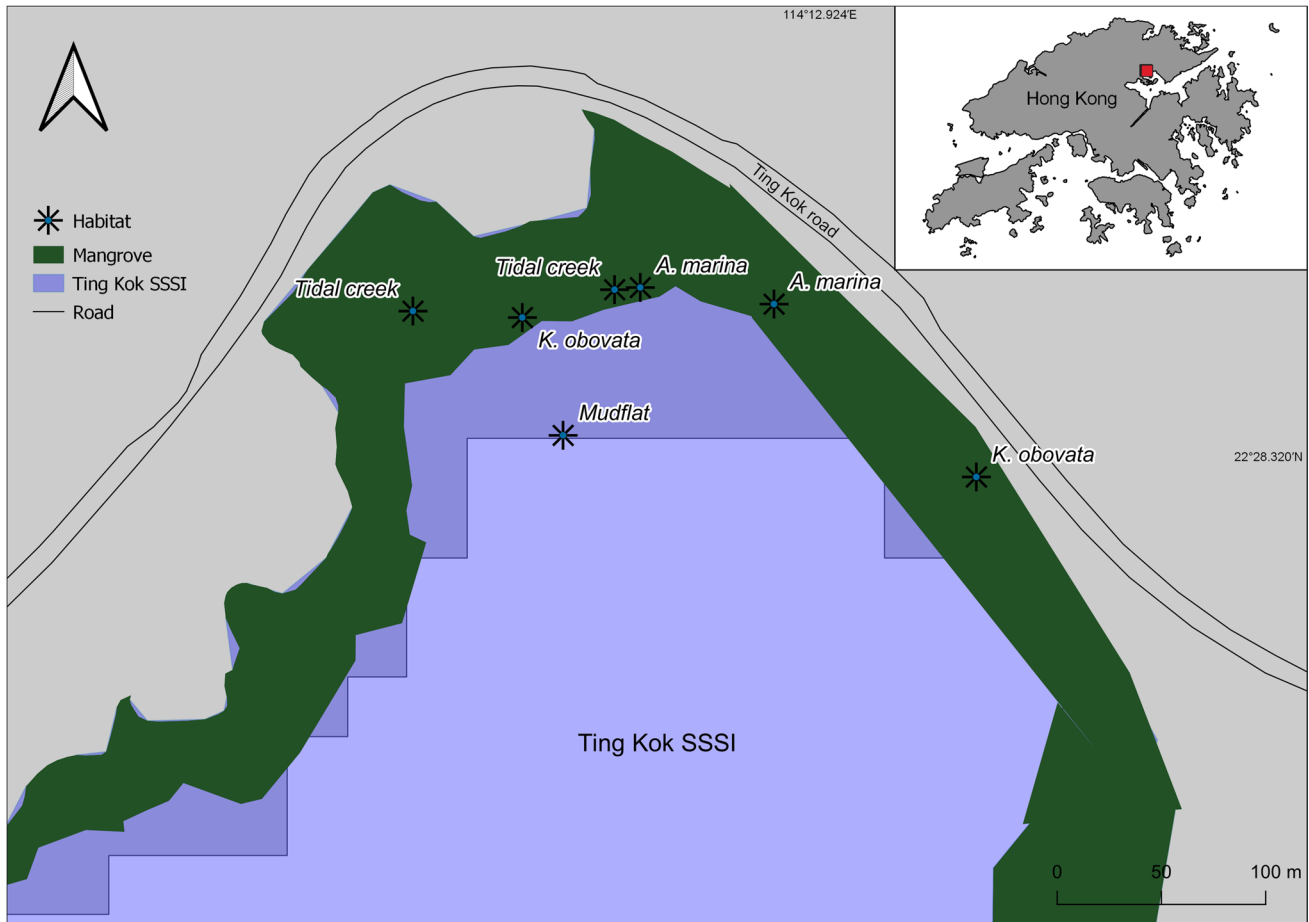 114°12.924'E
Hong Kong
Ting Kok road
Habitat
Mangrove
Ting Kok SSSI
Road
Tidal creek
Tidal creek
A. marina
A. marina
K. obovata
Mudflat
K. obovata
22°28.320'N
Ting Kok SSSI
0 50 100 m